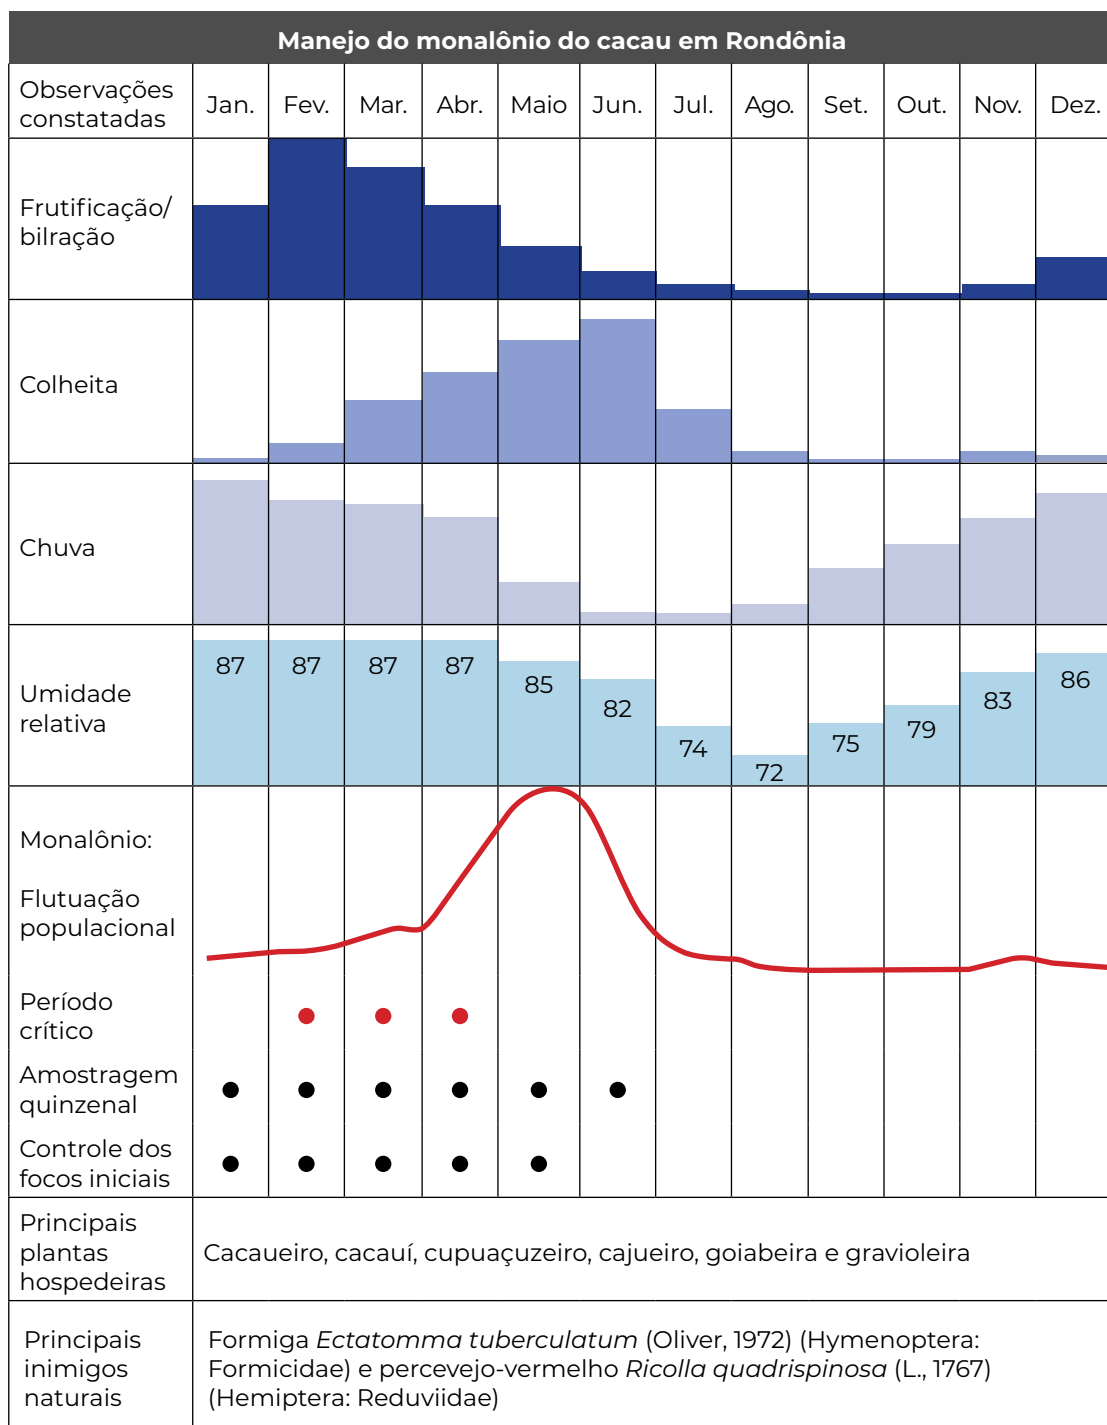 Manejo do monalônio do cacau em Rondônia
Observações
constatadas
Jan. Fev. Mar. Abr. Maio Jun. Jul. Ago. Set. Out. Nov. Dez.
Frutificação/
bilração
Colheita
Chuva
Umidade
relativa
87 87 87 87 85 82 74 72 75 79 83 86
Monalônio:
Flutuação
populacional
Período
crítico
Amostragem
quinzenal
Controle dos
focos iniciais
Principais
plantas
hospedeiras
Cacaueiro, cacauí, cupuaçuzeiro, cajueiro, goiabeira e gravioleira
Principais
inimigos
naturais
Formiga Ectatomma tuberculatum (Oliver, 1972) (Hymenoptera:
Formicidae) e percevejo-vermelho Ricolla quadrispinosa (L., 1767)
(Hemiptera: Reduviidae)